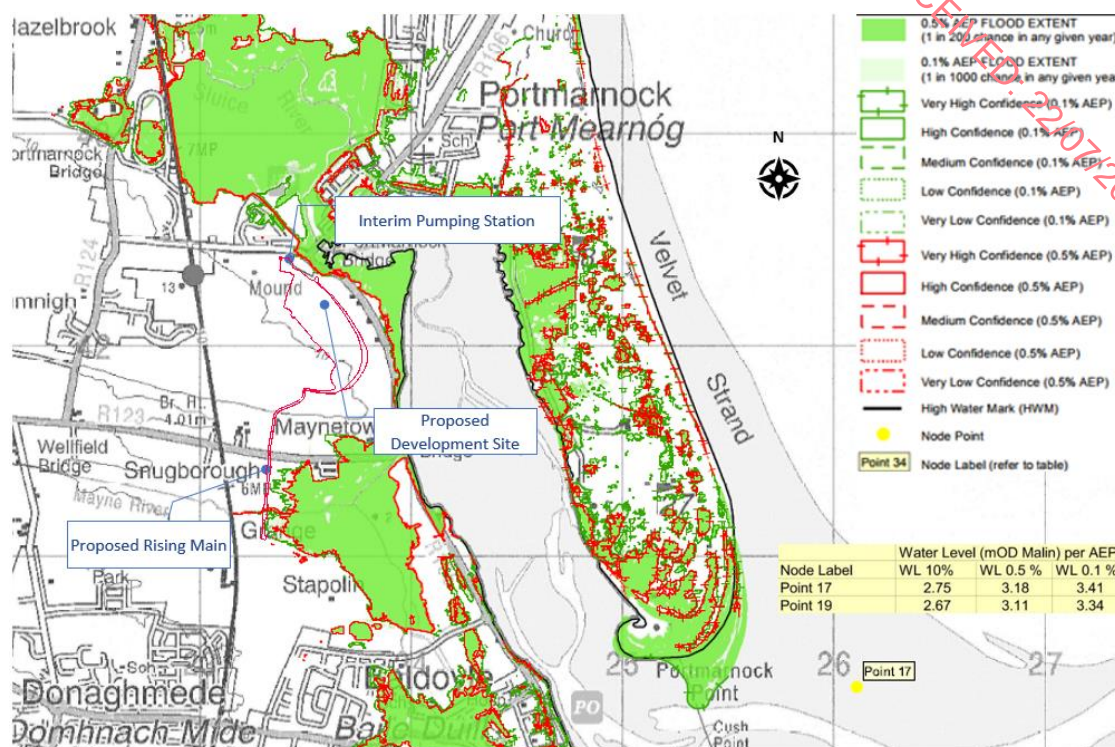 Hazelbrook
Sluice
River
7MP
Portmarnock
Bridge
R124
R106
Church
Portmarnock
Port Mearnóg
Sch
Interim Pumping Station
Bridge
Mound
13
Velvet
Strand
N
R123
Br. R.
4.01m
Maynetown
Proposed
Development Site
Wellfield
Bridge
Snugborough
6MP
Mayne River
Grange
Proposed Rising Main
Park
Stapolin
27
Sch
Donaghmede
Domhnach Mide
Baldoyle
PO
25
26
27
Portmarnock
Point
Cush
Point
Point 17
0.5% AEP FLOOD EXTENT
(1 in 200 chance in any given year)
0.1% AEP FLOOD EXTENT
(1 in 1000 chance in any given year
Very High Confidence (0.1% AEP)
High Confidence (0.1% AEP)
Medium Confidence (0.1% AEP)
Low Confidence (0.1% AEP)
Very Low Confidence (0.1% AEP)
Very High Confidence (0.5% AEP)
High Confidence (0.5% AEP)
Medium Confidence (0.5% AEP)
Low Confidence (0.5% AEP)
Very Low Confidence (0.5% AEP)
High Water Mark (HWM)
Node Point
Point 34 Node Label (refer to table)
Water Level (mOD Malin) per AEP
Node Label WL 10% WL 0.5 % WL 0.1 %
Point 17 2.75 3.18 3.41
Point 19 2.67 3.11 3.34
CEIVED: 22/07/20